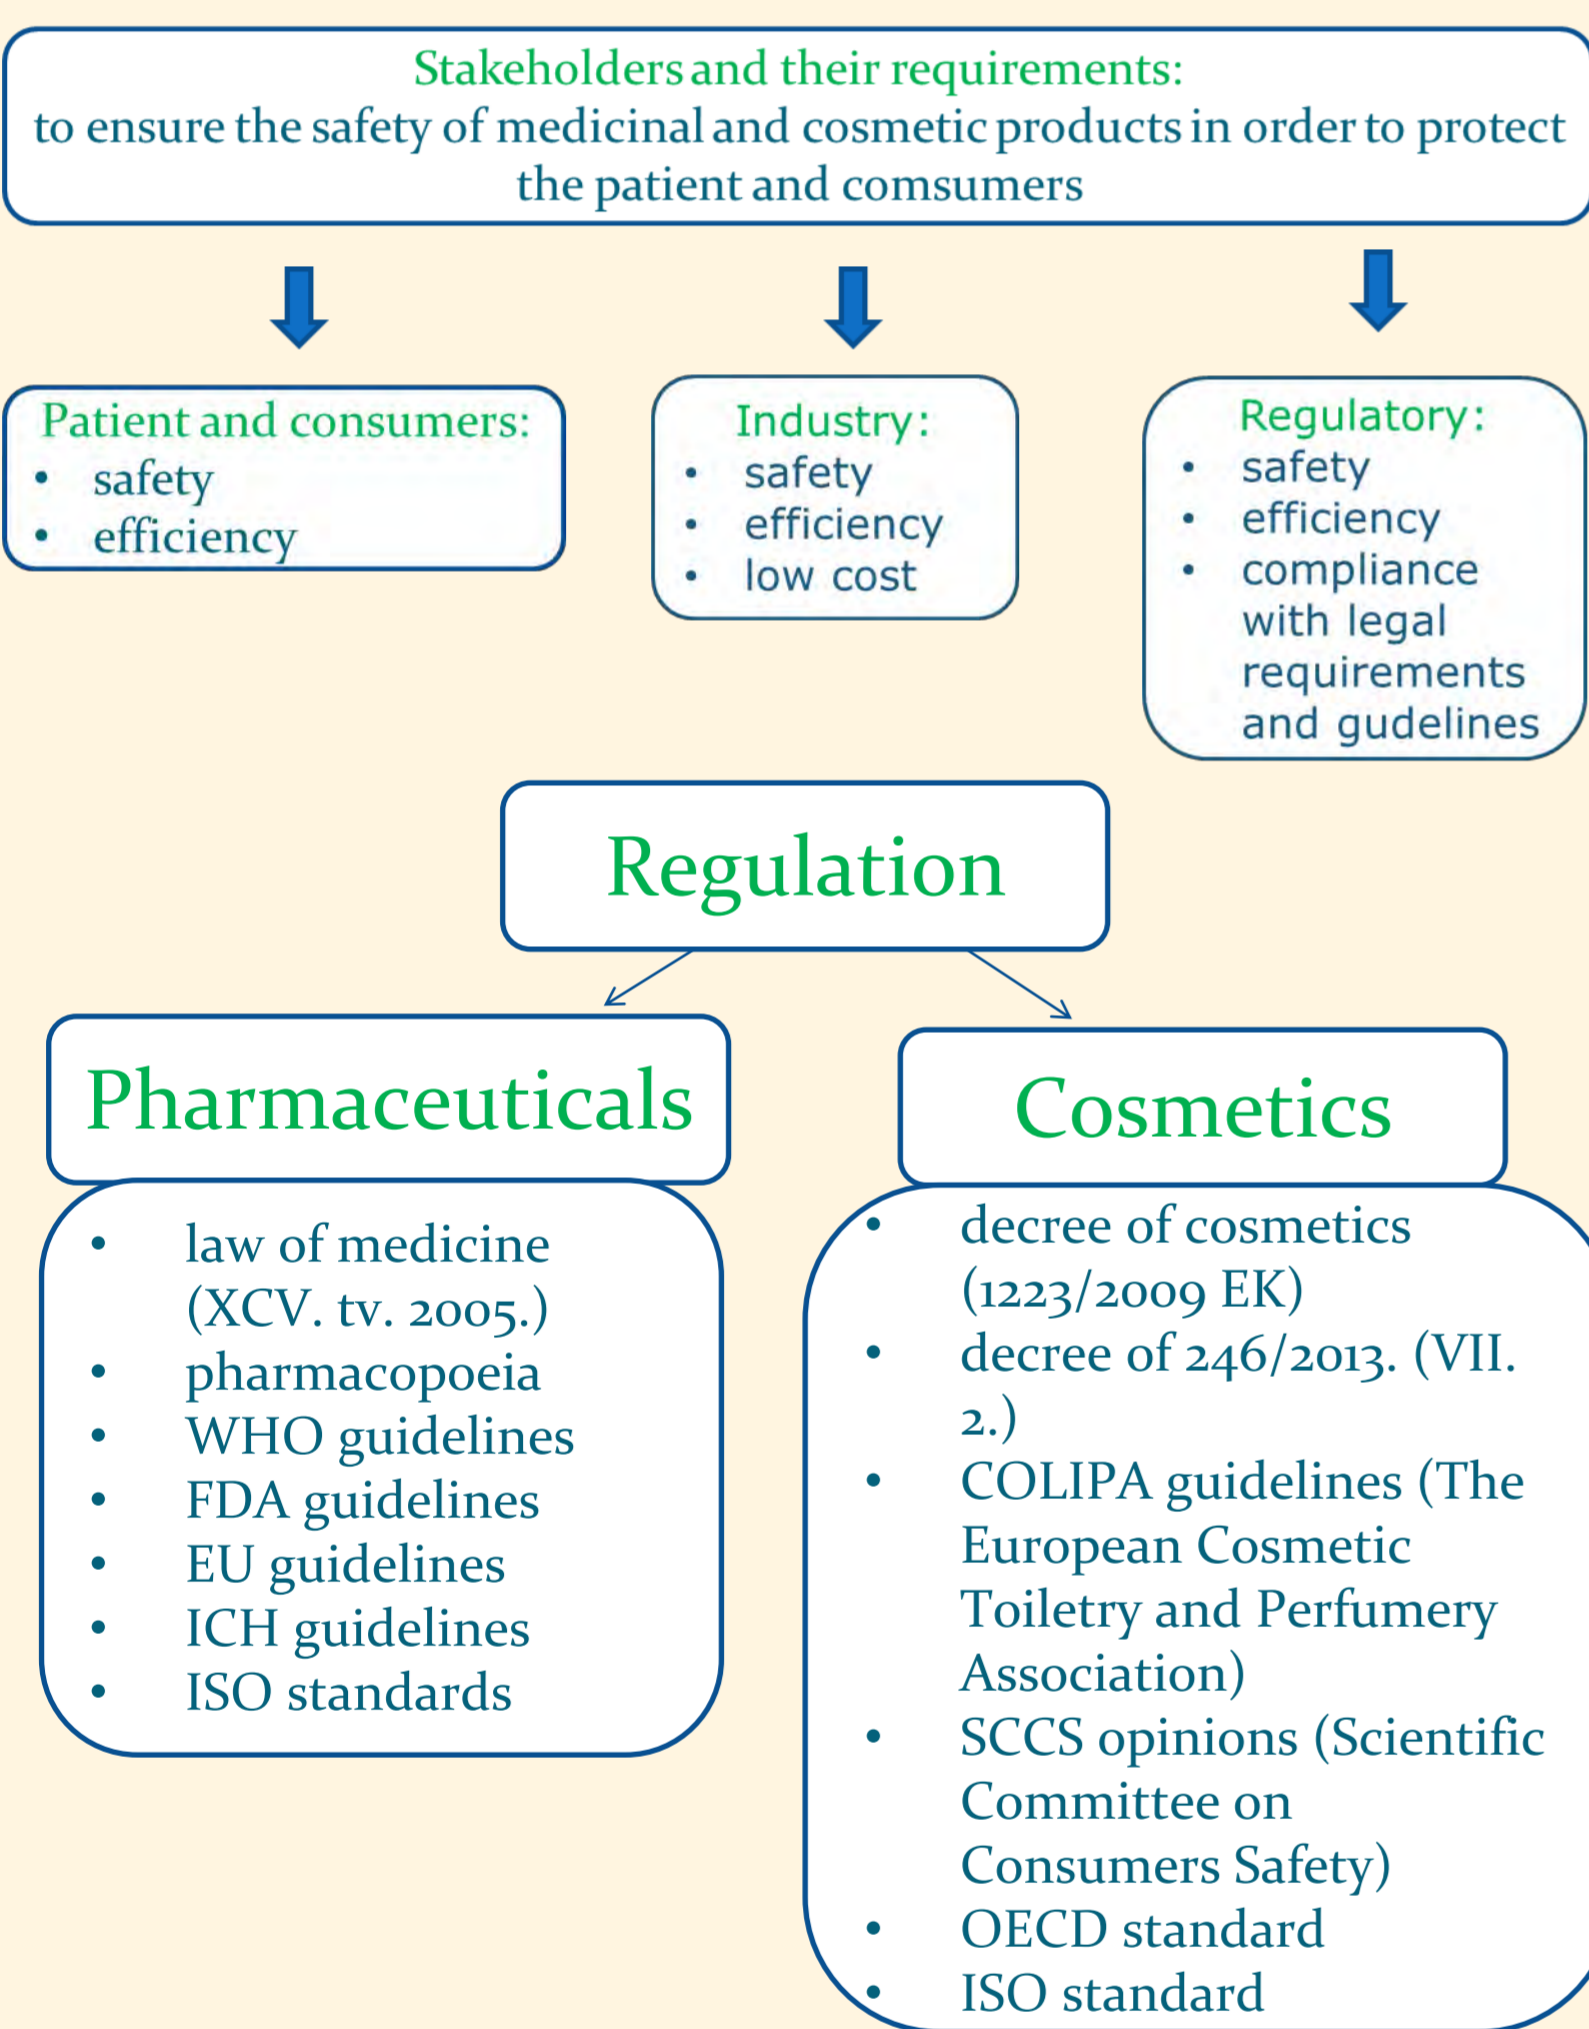 Stakeholders and their requirements:
to ensure the safety of medicinal and cosmetic products in order to protect
the patient and comsumers
Patient and consumers:
• safety
• efficiency
Industry:
• safety
• efficiency
• low cost
Regulatory:
• safety
• efficiency
• compliance
with legal
requirements
and gudelines
Regulation
Pharmaceuticals
• law of medicine
(XCV. tv. 2005.)
• pharmacopoeia
• WHO guidelines
• FDA guidelines
• EU guidelines
• ICH guidelines
• ISO standards
Cosmetics
• decree of cosmetics
(1223/2009 EK)
• decree of 246/2013. (VII.
2.)
• COLIPA guidelines (The
European Cosmetic
Toiletry and Perfumery
Association)
• SCCS opinions (Scientific
Committee on
Consumers Safety)
• OECD standard
• ISO standard